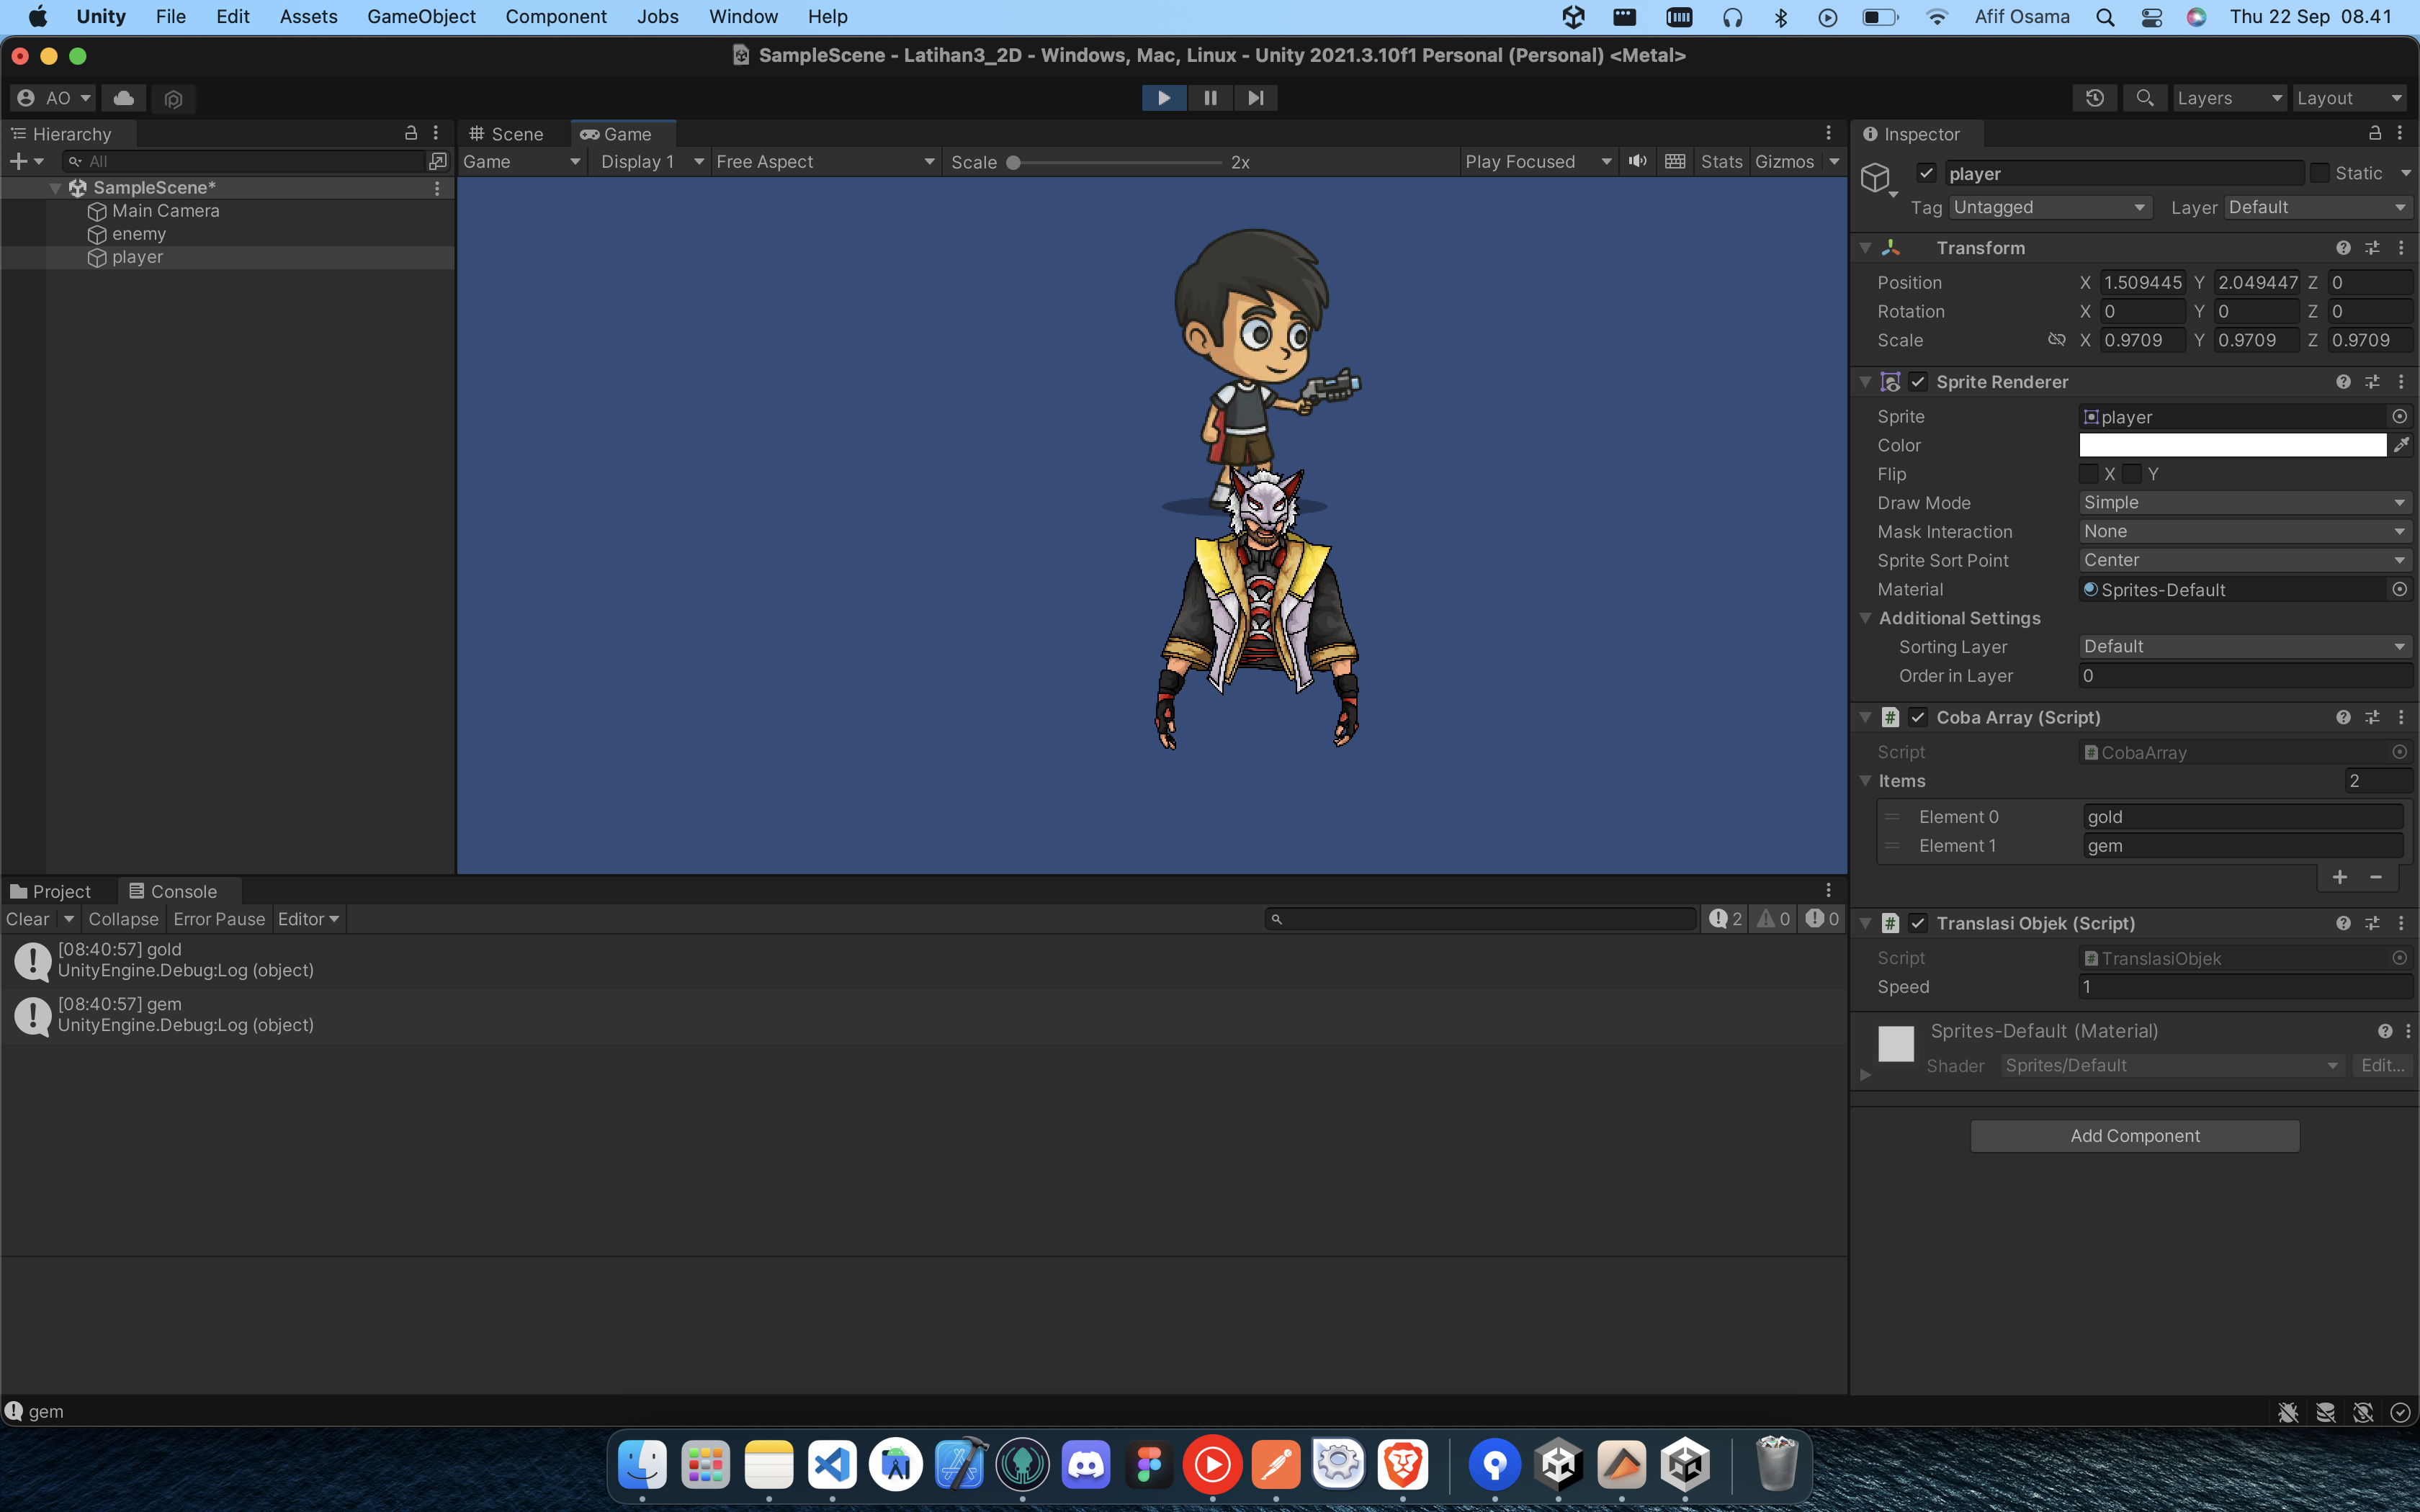 Unity File Edit Assets GameObject Component Jobs Window Help Afif Osama Thu 22 Sep 08.41
SampleScene - Latihan3_2D - Windows, Mac, Linux - Unity 2021.3.10f1 Personal (Personal) <Metal>
AO Layers Layout
Hierarchy
All
SampleScene*
Main Camera
enemy
player
Scene Game
Game Display 1 Free Aspect Scale 2x Play Focused Stats Gizmos
Inspector
player Static
Tag Untagged Layer Default
Transform
Position X 1.509445 Y 2.049447 Z 0
Rotation X 0 Y 0 Z 0
Scale X 0.9709 Y 0.9709 Z 0.9709
Sprite Renderer
Sprite player
Color
Flip X Y
Draw Mode Simple
Mask Interaction None
Sprite Sort Point Center
Material Sprites-Default
Additional Settings
Sorting Layer Default
Order in Layer 0
# Coba Array (Script)
Script # CobaArray
Items 2
Element 0 gold
Element 1 gem
+ -
# Translasi Objek (Script)
Script # TranslasiObjek
Speed 1
Sprites-Default (Material)
Shader Sprites/Default Edit...
Add Component
Project Console
Clear Collapse Error Pause Editor 2 0 0
[08:40:57] gold
UnityEngine.Debug:Log (object)
[08:40:57] gem
UnityEngine.Debug:Log (object)
gem